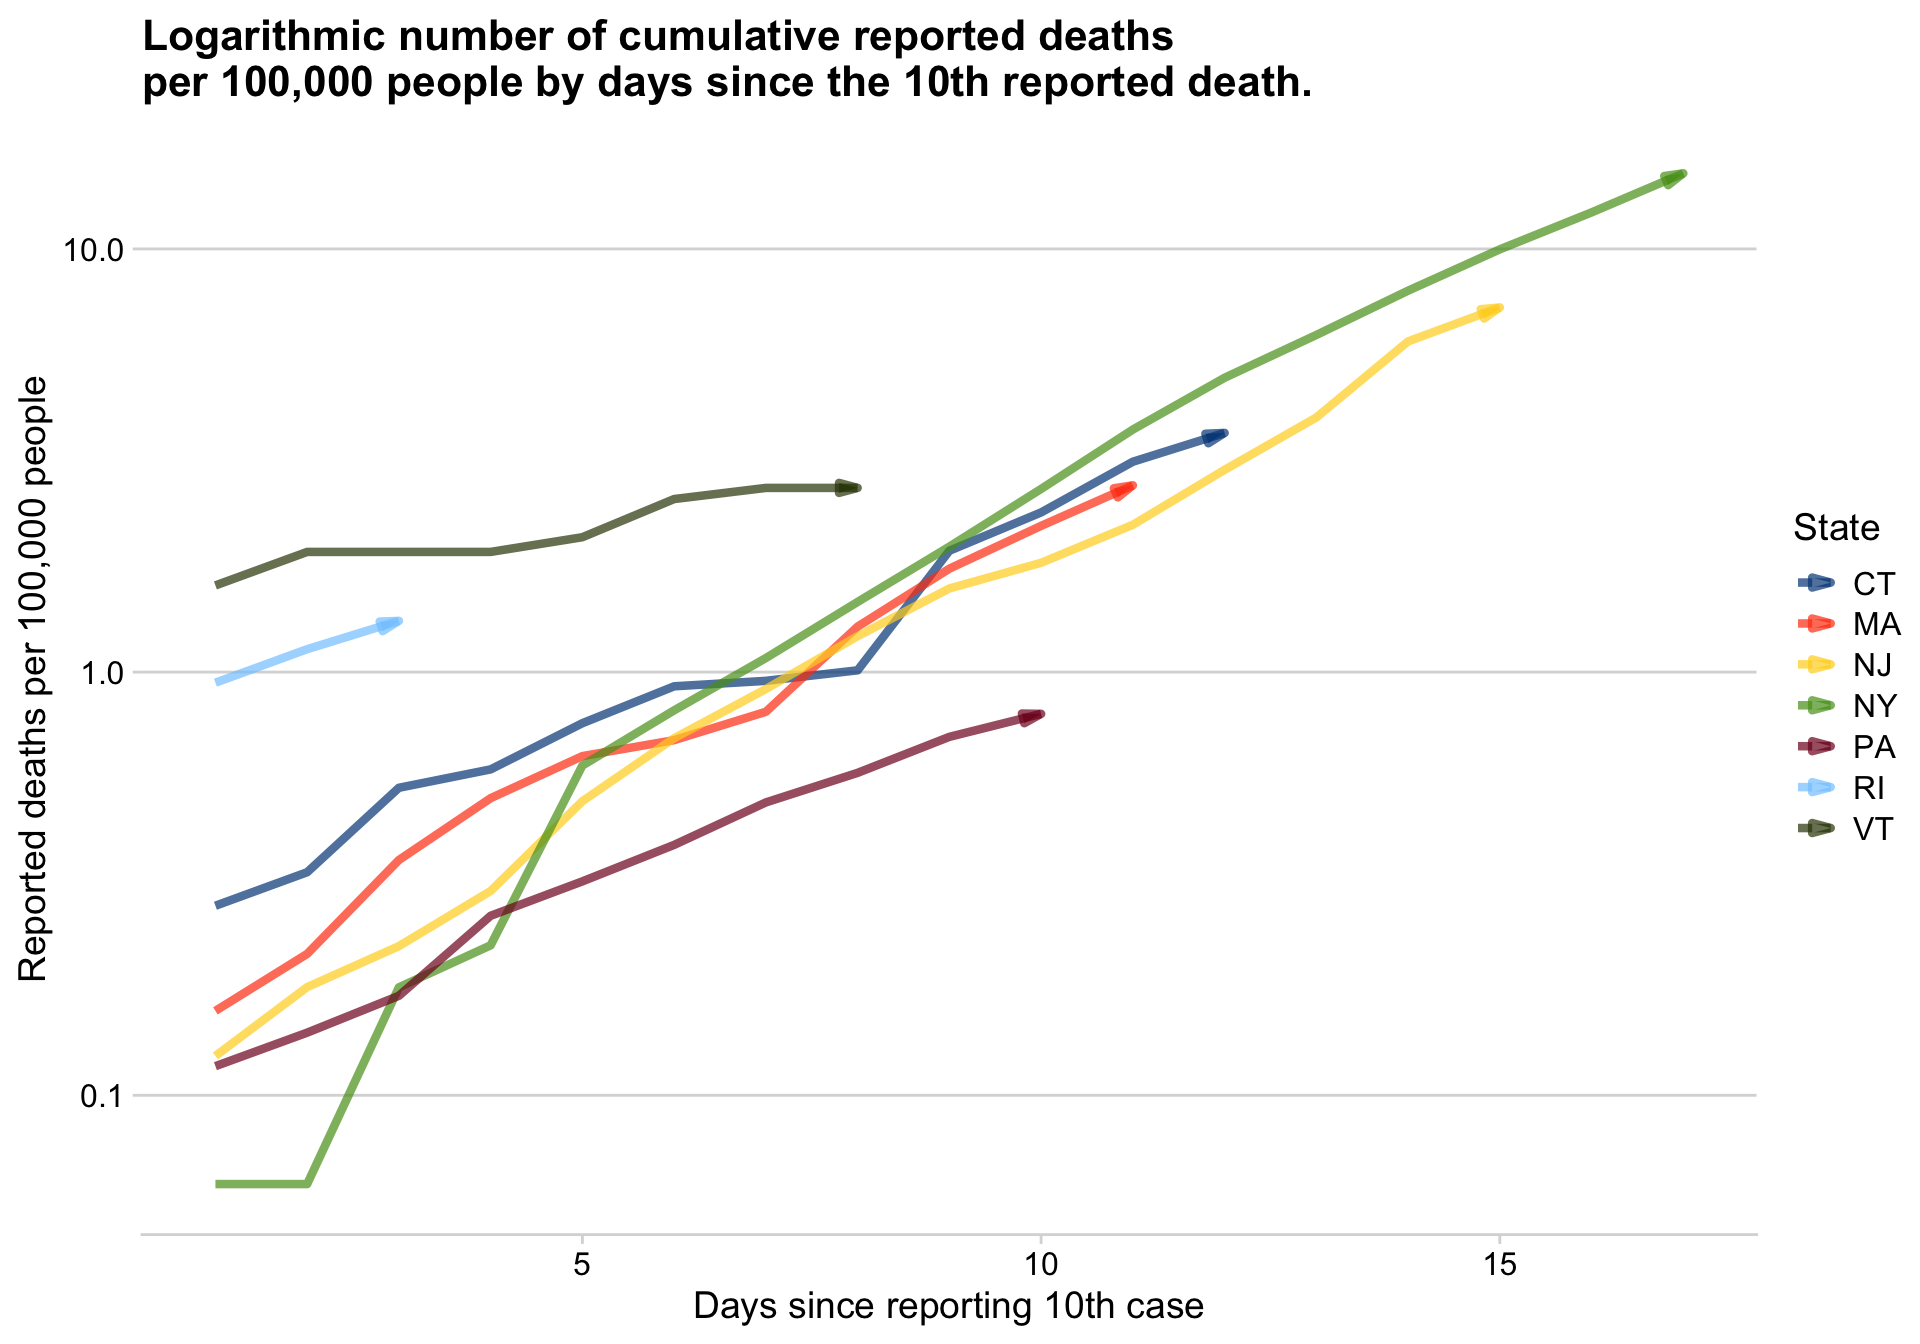 Logarithmic number of cumulative reported deaths
per 100,000 people by days since the 10th reported death.
Reported deaths per 100,000 people
10.0
1.0
0.1
5
10
15
Days since reporting 10th case
State
CT
MA
NJ
NY
PA
RI
VT